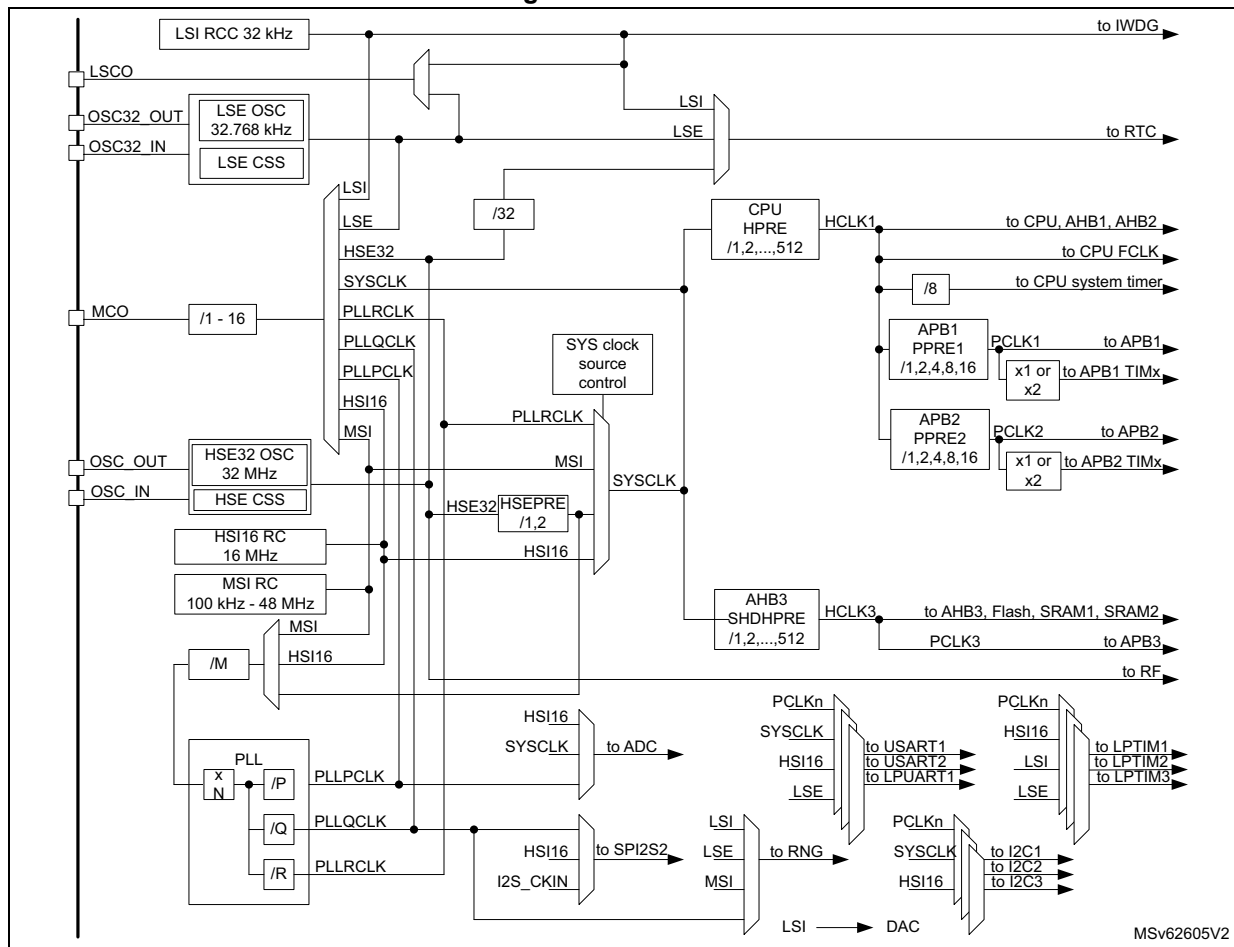 LSI RCC 32 kHz
to IWDG
LSCO
OSC32_OUT
LSE OSC
32.768 kHz
LSI
LSE
to RTC
OSC32_IN
LSE CSS
LSI
LSE
/32
CPU
HPRE
/1,2,...,512
HCLK1
to CPU, AHB1, AHB2
HSE32
to CPU FCLK
SYSCLK
/8
to CPU system timer
MCO
/1 - 16
PLLRCLK
PLLQCLK
PLLPCLK
HSI16
MSI
SYS clock
source
control
APB1
PPRE1
/1,2,4,8,16
PCLK1
to APB1
x1 or
x2
to APB1 TIMx
PLLRCLK
APB2
PPRE2
/1,2,4,8,16
PCLK2
to APB2
x1 or
x2
to APB2 TIMx
OSC_OUT
HSE32 OSC
32 MHz
OSC_IN
HSE CSS
MSI
SYSCLK
HSE32
HSEPRE
/1,2
HSI16 RC
16 MHz
HSI16
MSI RC
100 kHz - 48 MHz
AHB3
SHDHPRE
/1,2,...,512
HCLK3
to AHB3, Flash, SRAM1, SRAM2
PCLK3
to APB3
MSI
HSI16
/M
to RF
HSI16
SYSCLK
to ADC
PCLKn
SYSCLK
HSI16
LSE
to USART1
to USART2
to LPUART1
PCLKn
HSI16
LSI
LSE
to LPTIM1
to LPTIM2
to LPTIM3
PLL
x
N
/P
PLLPCLK
/Q
PLLQCLK
/R
PLLRCLK
HSI16
I2S_CKIN
to SPI2S2
LSI
LSE
MSI
to RNG
PCLKn
SYSCLK
HSI16
to I2C1
to I2C2
to I2C3
LSI
DAC
MSv62605V2